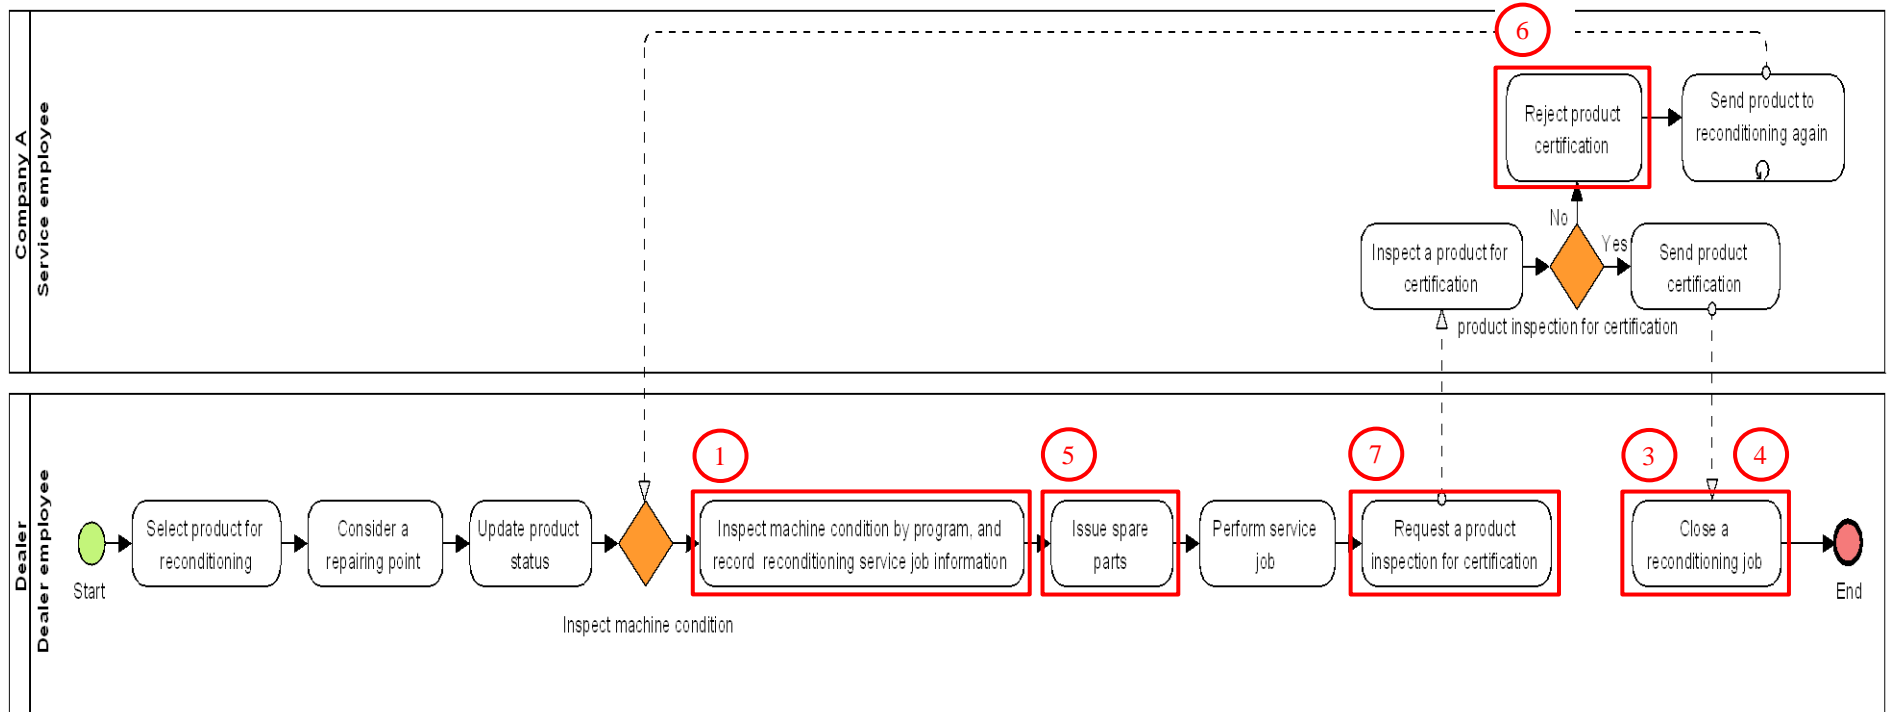 Company A
Service employee
6
Reject product
certification
Send product to
reconditioning again
No
Yes
Inspect a product for
certification
Send product
certification
product inspection for certification
Dealer
Dealer employee
1
5
7
3
4
Start
Select product for
reconditioning
Consider a
repairing point
Update product
status
Inspect machine condition
Inspect machine condition by program, and
record reconditioning service job information
Issue spare
parts
Perform service
job
Request a product
inspection for certification
Close a
reconditioning job
End